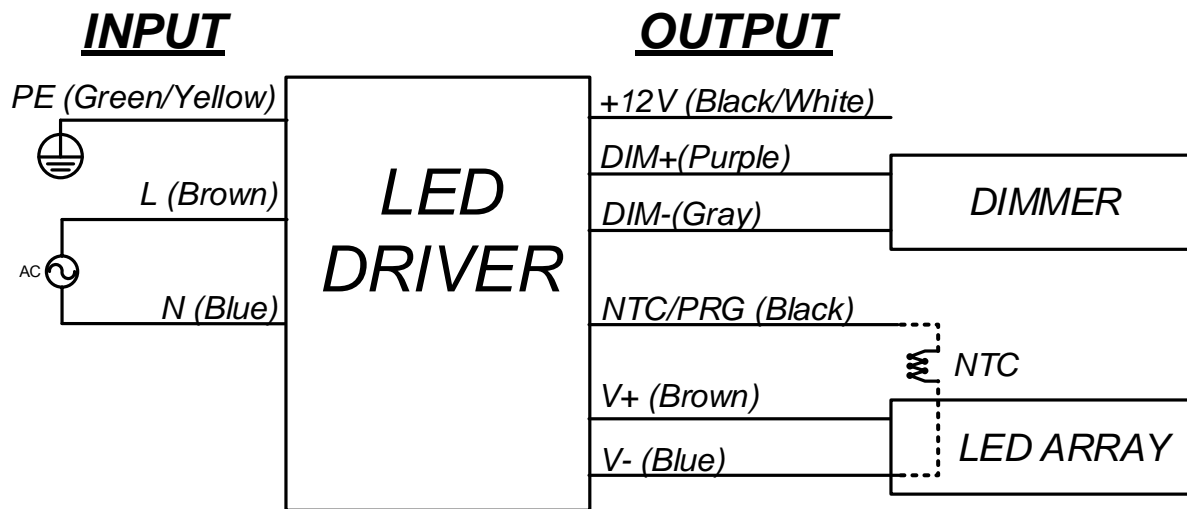 INPUT
OUTPUT
PE (Green/Yellow)
L (Brown)
AC
N (Blue)
LED
DRIVER
+12V (Black/White)
DIM+(Purple)
DIM-(Gray)
DIMMER
NTC/PRG (Black)
NTC
V+ (Brown)
V- (Blue)
LED ARRAY